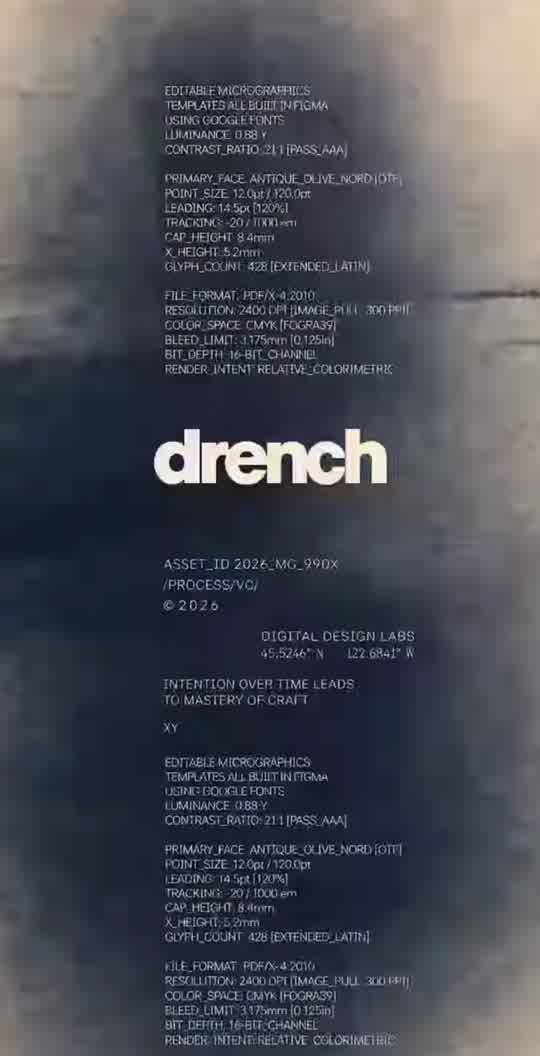 EDITABLE MICROGRAPHICS
TEMPLATES ALL BUILT IN FIGMA
USING GOOGLE FONTS
LUMINANCE: 0.88 Y
CONTRAST_RATIO: 21:1 [PASS_AAA]
PRIMARY_FACE: ANTIQUE_OLIVE_NORD [OTF]
POINT_SIZE: 12.0pt / 120.0pt
LEADING: 14.5pt [120%]
TRACKING: -20 / 1000 em
CAP_HEIGHT: 8.4mm
X_HEIGHT: 5.2mm
GLYPH_COUNT: 428 [EXTENDED_LATIN]
FILE_FORMAT: PDF/X-4:2010
RESOLUTION: 2400 DPI [IMAGE_PULL: 300 PPI]
COLOR_SPACE: CMYK [FOGRA39]
BLEED_LIMIT: 3.175mm [0.125in]
BIT_DEPTH: 16-BIT_CHANNEL
RENDER_INTENT: RELATIVE_COLORIMETRIC
drench
ASSET_ID 2026_MG_990X
/PROCESS/VC/
© 2026
DIGITAL DESIGN LABS
45.5246° N 122.6841° W
INTENTION OVER TIME LEADS
TO MASTERY OF CRAFT
XY
EDITABLE MICROGRAPHICS
TEMPLATES ALL BUILT IN FIGMA
USING GOOGLE FONTS
LUMINANCE: 0.88 Y
CONTRAST_RATIO: 21:1 [PASS_AAA]
PRIMARY_FACE: ANTIQUE_OLIVE_NORD [OTF]
POINT_SIZE: 12.0pt / 120.0pt
LEADING: 14.5pt [120%]
TRACKING: -20 / 1000 em
CAP_HEIGHT: 8.4mm
X_HEIGHT: 5.2mm
GLYPH_COUNT: 428 [EXTENDED_LATIN]
FILE_FORMAT: PDF/X-4:2010
RESOLUTION: 2400 DPI [IMAGE_PULL: 300 PPI]
COLOR_SPACE: CMYK [FOGRA39]
BLEED_LIMIT: 3.175mm [0.125in]
BIT_DEPTH: 16-BIT_CHANNEL
RENDER_INTENT: RELATIVE_COLORIMETRIC